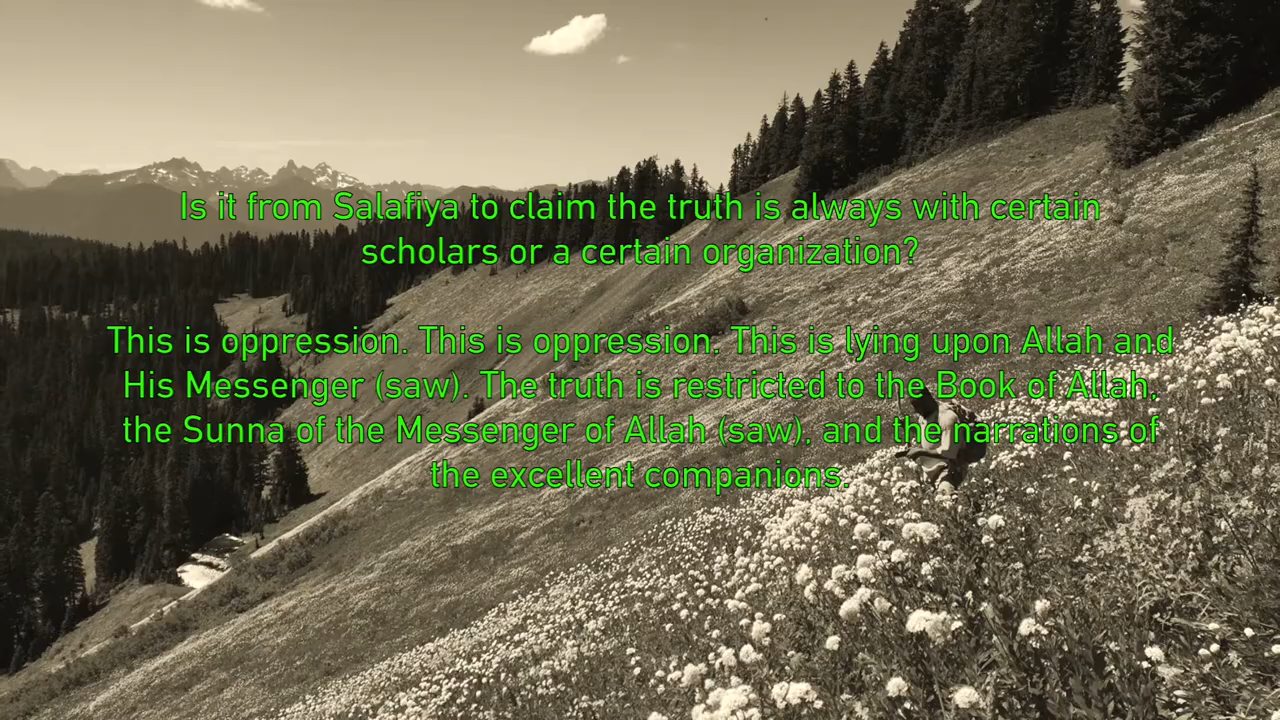 Is it from Salafiya to claim the truth is always with certain
scholars or a certain organization?
This is oppression. This is oppression. This is lying upon Allah and
His Messenger (saw). The truth is restricted to the Book of Allah,
the Sunna of the Messenger of Allah (saw), and the narrations of
the excellent companions.